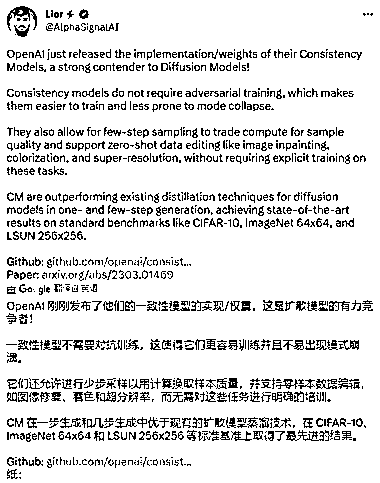 Lior
@AlphaSignalAI
OpenAI just released the implementation/weights of their Consistency
Models, a strong contender to Diffusion Models!
Consistency models do not require adversarial training, which makes
them easier to train and less prone to mode collapse.
They also allow for few-step sampling to trade compute for sample
quality and support zero-shot data editing like image inpainting,
colorization, and super-resolution, without requiring explicit training on
these tasks.
CM are outperforming existing distillation techniques for diffusion
models in one- and few-step generation, achieving state-of-the-art
results on standard benchmarks like CIFAR-10, ImageNet 64x64, and
LSUN 256x256.
Github: github.com/openai/consist…
Paper: arxiv.org/abs/2303.01469
由 Google 翻译自英语
OpenAI 刚刚发布了他们的一致性模型的实现/权重，这是扩散模型的有力竞
争者！
一致性模型不需要对抗训练，这使得它们更容易训练并且不易出现模式崩
溃。
它们还允许进行少步采样以用计算换取样本质量，并支持零样本数据编辑，
如图像修复、着色和超分辨率，而无需对这些任务进行明确的培训。
CM 在一步生成和几步生成中优于现有的扩散模型蒸馏技术，在 CIFAR-10、
ImageNet 64x64 和 LSUN 256x256 等标准基准上取得了最先进的结果。
Github: github.com/openai/consist…
纸：